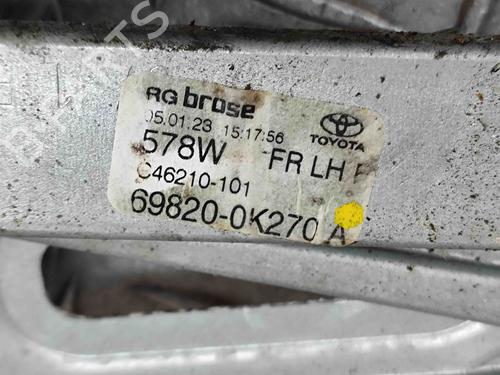 RG brose
05.01.23 15:17:56
TOYOTA
578W FR LH
C46210-101
69820-0K270 A